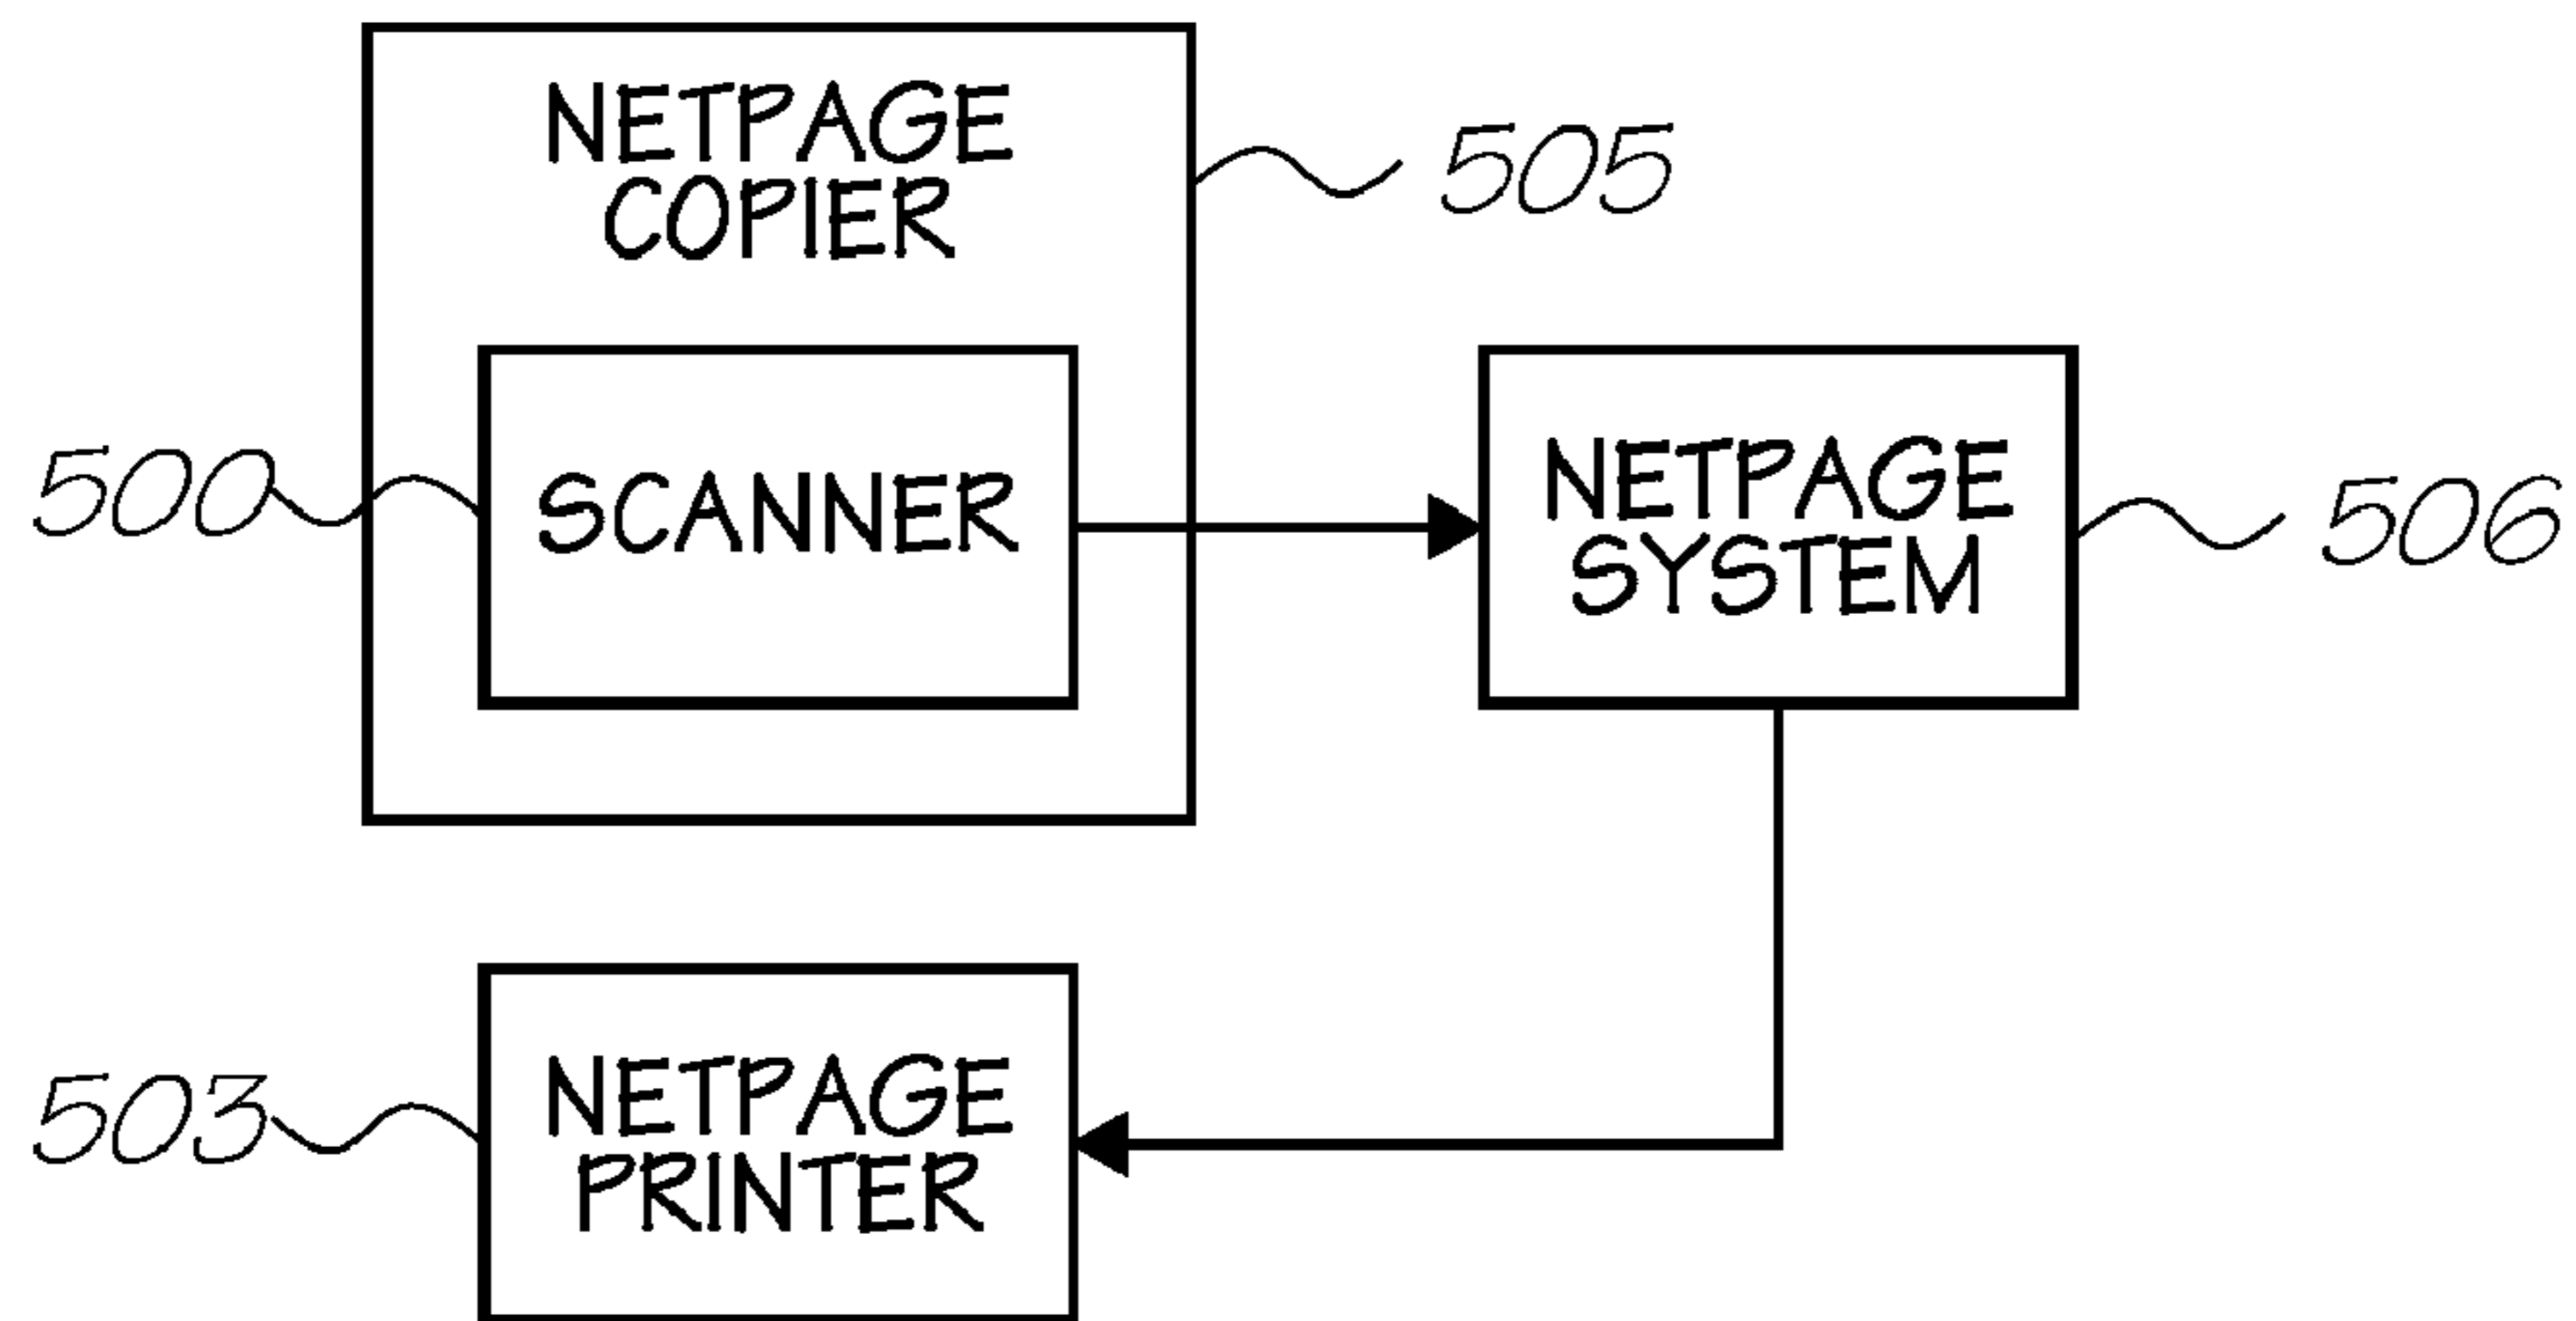 NETPAGE
COPIER
505
500
SCANNER
NETPAGE
SYSTEM
506
503
NETPAGE
PRINTER